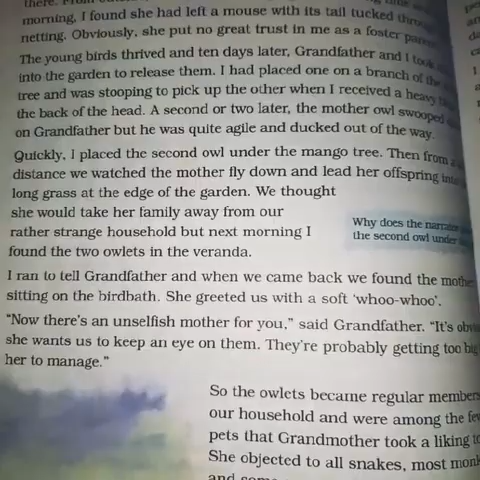 morning, I found she had left a mouse with its tail tucked
netting. Obviously, she put no great trust in me as a foster
The young birds thrived and ten days later, Grandfather and I took
into the garden to release them. I had placed one on a branch of the
tree and was stooping to pick up the other when I received a heavy
the back of the head. A second or two later, the mother owl swooped
on Grandfather but he was quite agile and ducked out of the way.
Quickly, I placed the second owl under the mango tree. Then from a
distance we watched the mother fly down and lead her offspring into
long grass at the edge of the garden. We thought
she would take her family away from our
rather strange household but next morning I
found the two owlets in the veranda.
Why does the
the second owl under
I ran to tell Grandfather and when we came back we found the
sitting on the birdbath. She greeted us with a soft ‘whoo-whoo’.
“Now there’s an unselfish mother for you,” said Grandfather. “It’s
she wants us to keep an eye on them. They’re probably getting too
her to manage.”
So the owlets became regular
our household and were among the
pets that Grandmother took a liking
She objected to all snakes, most
and